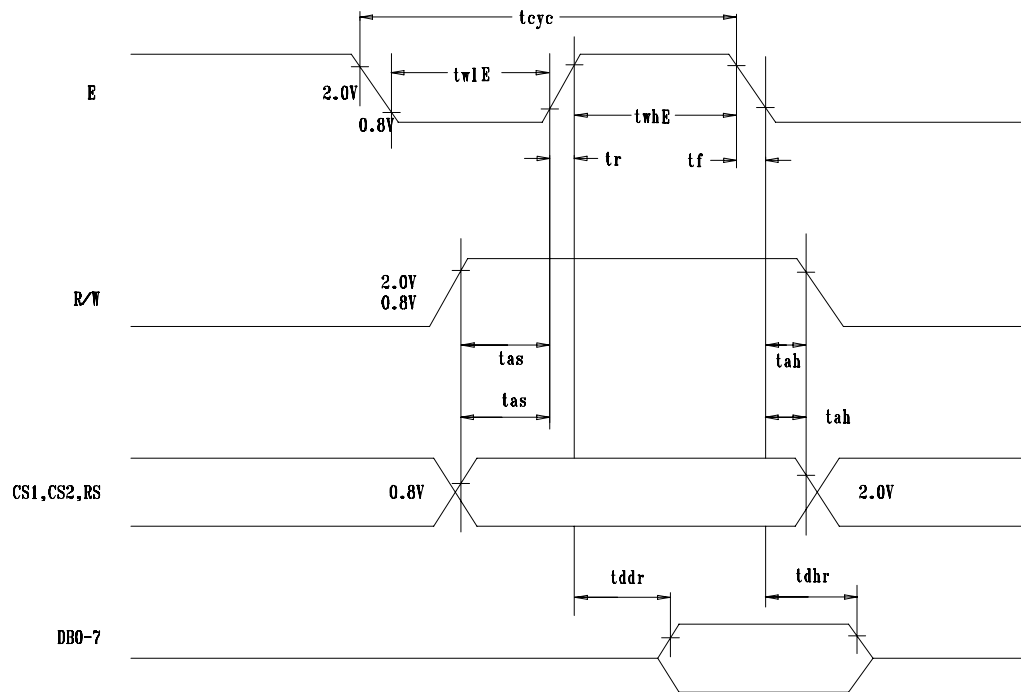 tcyc
E
twlE
2.0V
0.8V
twhE
tr
tf
R/W
2.0V
0.8V
tas
tah
tas
tah
CS1,CS2,RS
0.8V
2.0V
tddr
tdhr
DB0-7